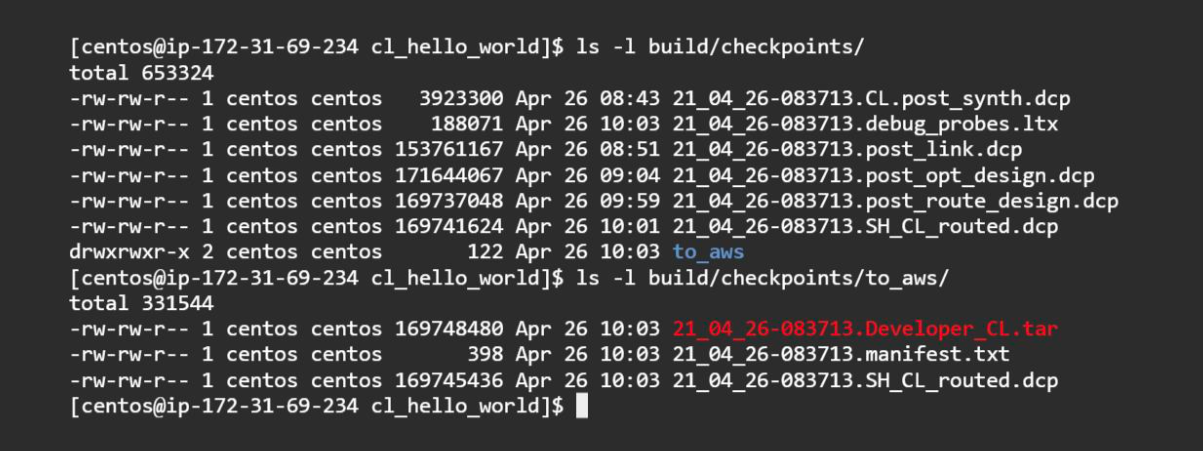 [centos@ip-172-31-69-234 cl_hello_world]$ ls -l build/checkpoints/
total 653324
-rw-rw-r-- 1 centos centos   3923300 Apr 26 08:43 21_04_26-083713.CL.post_synth.dcp
-rw-rw-r-- 1 centos centos    188071 Apr 26 10:03 21_04_26-083713.debug_probes.ltx
-rw-rw-r-- 1 centos centos 153761167 Apr 26 08:51 21_04_26-083713.post_link.dcp
-rw-rw-r-- 1 centos centos 171644067 Apr 26 09:04 21_04_26-083713.post_opt_design.dcp
-rw-rw-r-- 1 centos centos 169737048 Apr 26 09:59 21_04_26-083713.post_route_design.dcp
-rw-rw-r-- 1 centos centos 169741624 Apr 26 10:01 21_04_26-083713.SH_CL_routed.dcp
drwxrwxr-x 2 centos centos       122 Apr 26 10:03 to_aws
[centos@ip-172-31-69-234 cl_hello_world]$ ls -l build/checkpoints/to_aws/
total 331544
-rw-rw-r-- 1 centos centos 169748480 Apr 26 10:03 21_04_26-083713.Developer_CL.tar
-rw-rw-r-- 1 centos centos       398 Apr 26 10:03 21_04_26-083713.manifest.txt
-rw-rw-r-- 1 centos centos 169745436 Apr 26 10:03 21_04_26-083713.SH_CL_routed.dcp
[centos@ip-172-31-69-234 cl_hello_world]$